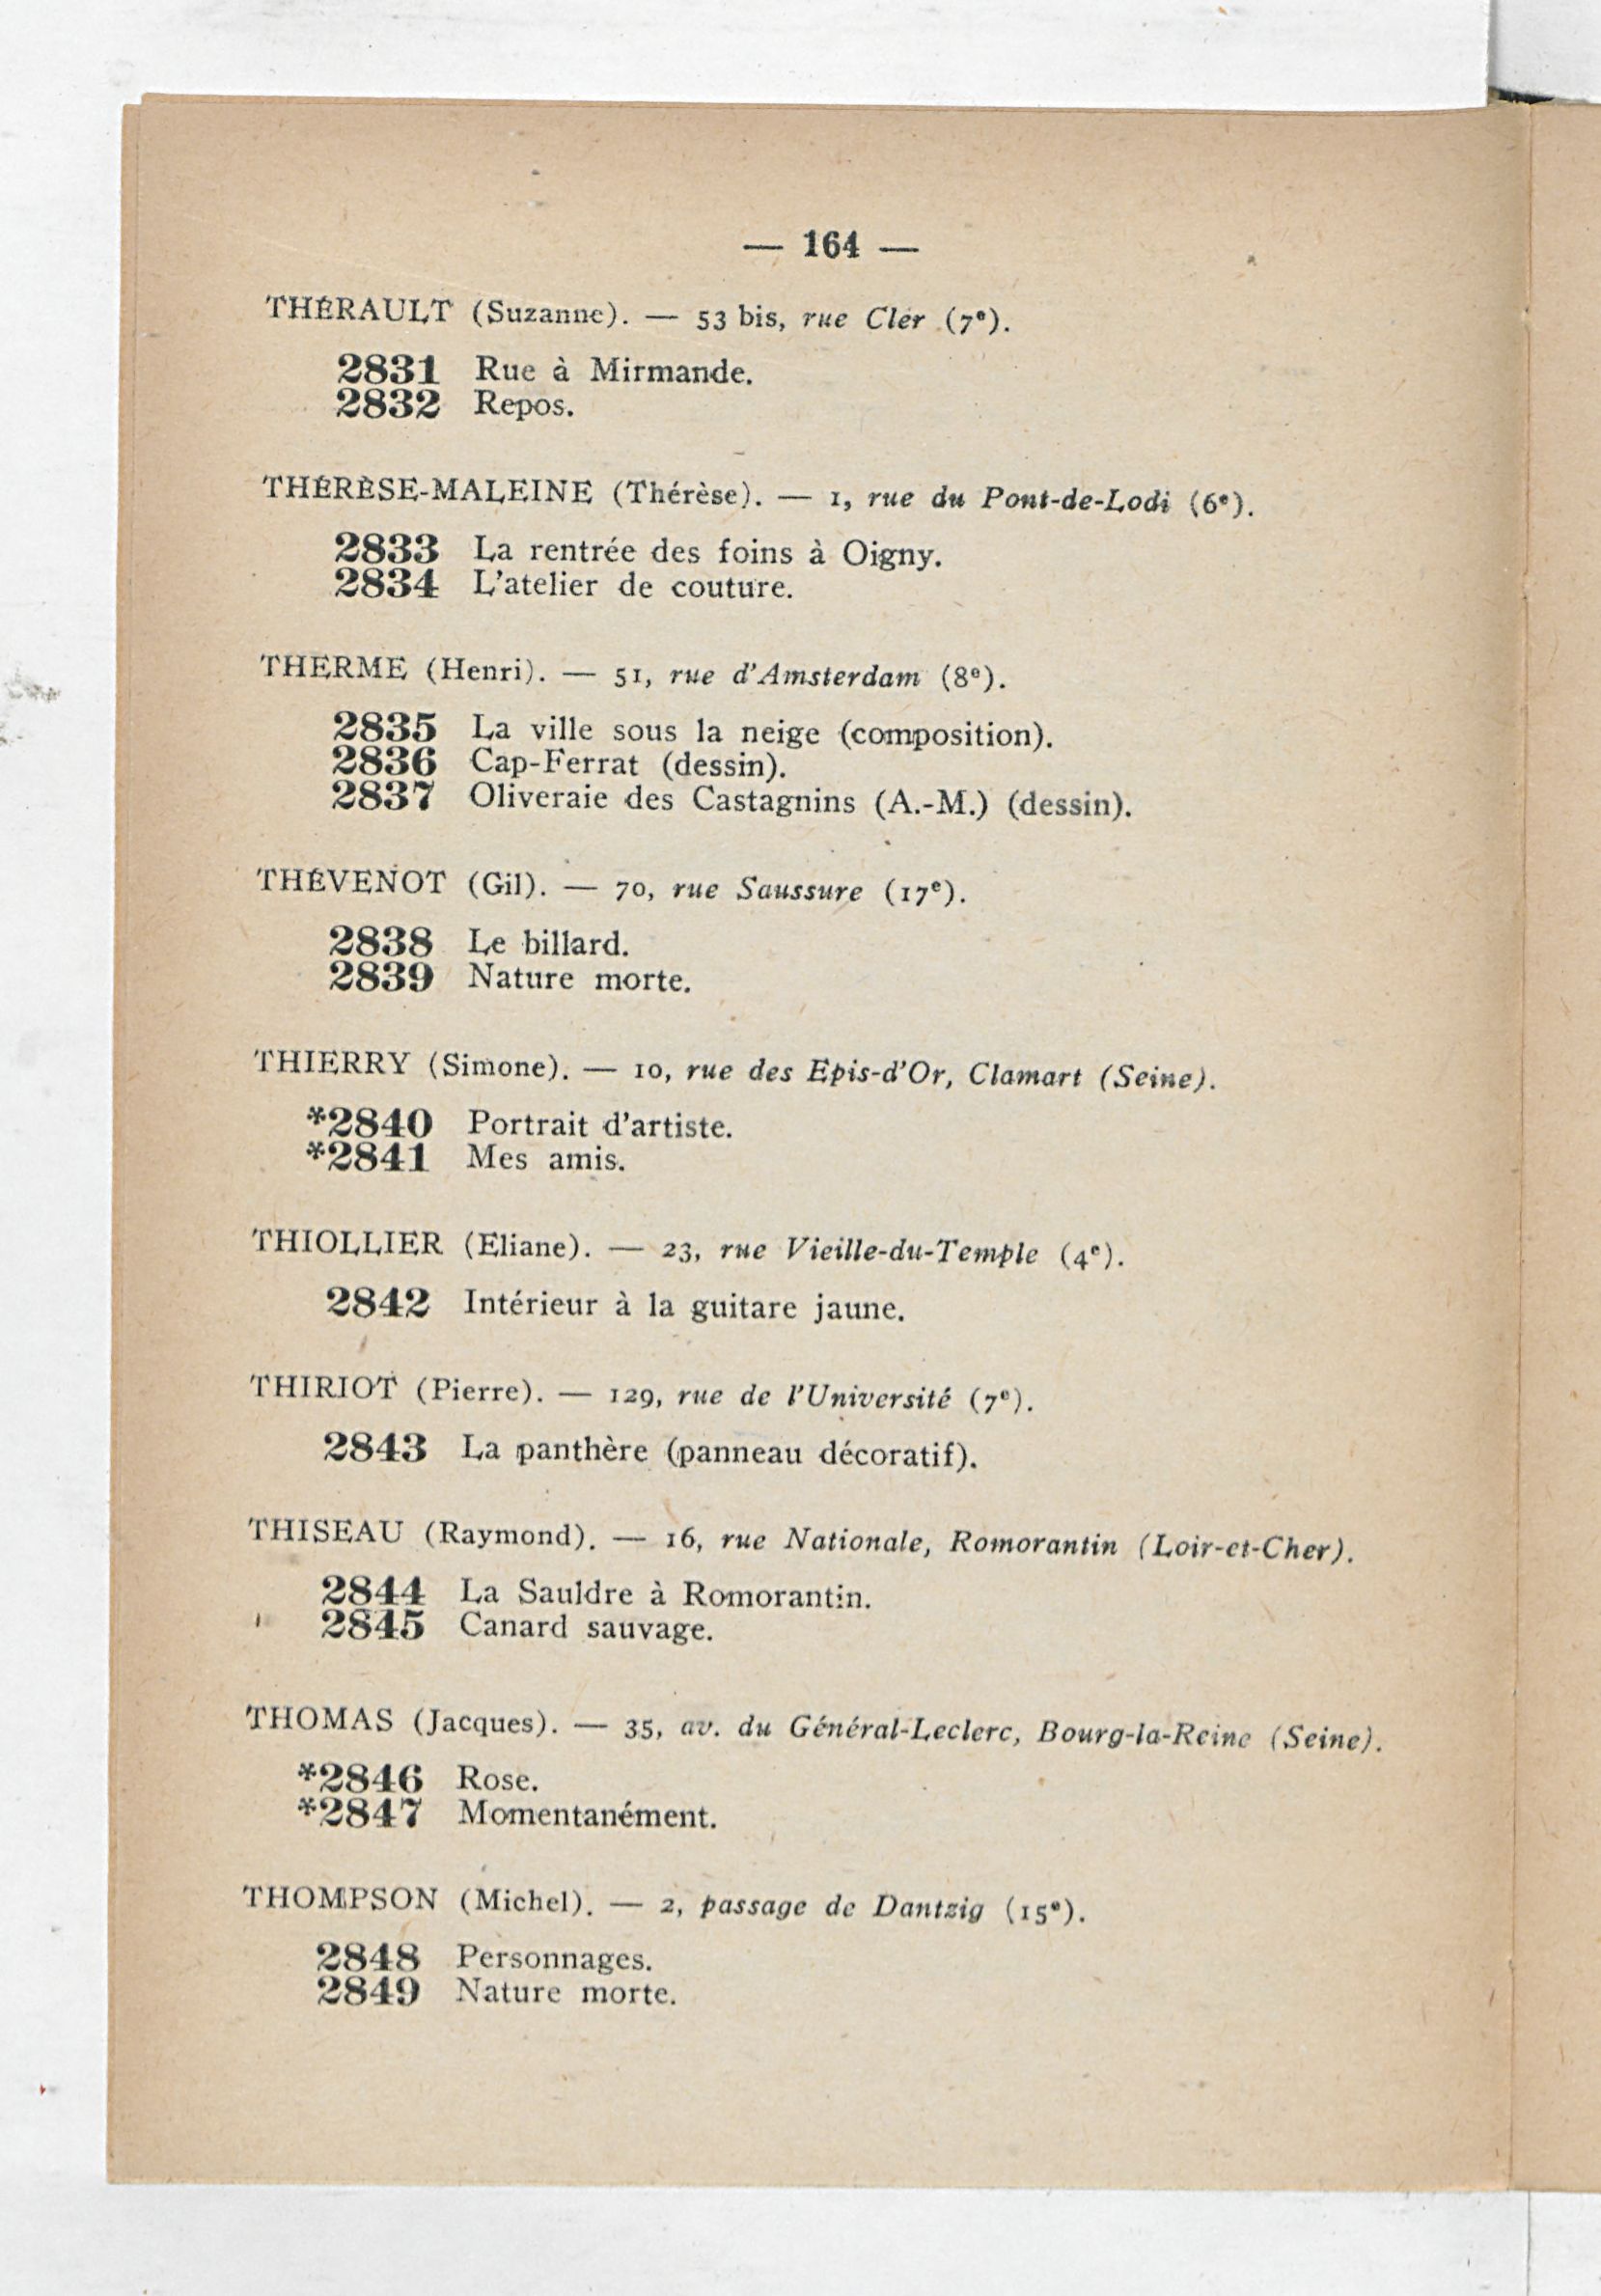 — 164 —
THÉRAULT (Suzanne). — 53 bis, rue Cler (7e).
2831 Rue à Mirmande.
2832 Repos.
THÉRÈSE-MALEINE (Thérèse). — 1, rue du Pont-de-Lodi (6e).
2833 La rentrée des foins à Oigny.
2834 L'atelier de couture.
THERME (Henri). — 51, rue d'Amsterdam (8e).
2835 La ville sous la neige (composition).
2836 Cap-Ferrat (dessin).
2837 Oliveraie des Castagnins (A.-M.) (dessin).
THÉVENOT (Gil). — 70, rue Saussure (17e).
2838 Le billard.
2839 Nature morte.
THIERRY (Simone). — 10, rue des Epis-d'Or, Clamart (Seine).
*2840 Portrait d'artiste.
*2841 Mes amis.
THIOLLIER (Eliane). — 23, rue Vieille-du-Temple (4e).
2842 Intérieur à la guitare jaune.
THIRIOT (Pierre). — 129, rue de l'Université (7e).
2843 La panthère (panneau décoratif).
THISEAU (Raymond). — 16, rue Nationale, Romorantin (Loir-et-Cher).
2844 La Sauldre à Romorantin.
2845 Canard sauvage.
THOMAS (Jacques). — 35, av. du Général-Leclerc, Bourg-la-Reine (Seine).
*2846 Rose.
*2847 Momentanément.
THOMPSON (Michel). — 2, passage de Dantzig (15e).
2848 Personnages.
2849 Nature morte.